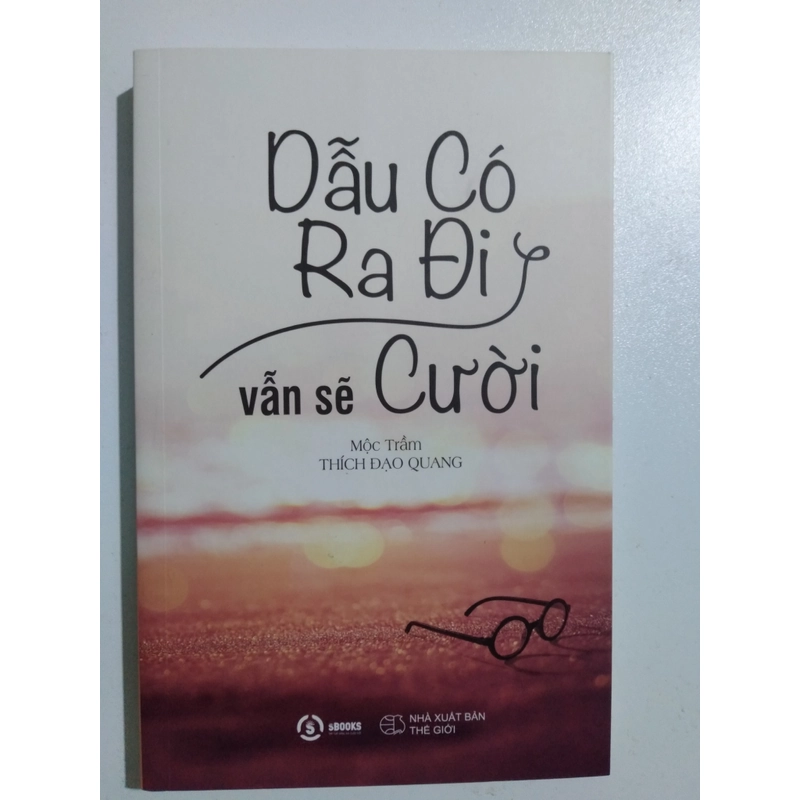 Dẫu Có
Ra Đi
vẫn sẽ Cười
Mộc Trầm
THÍCH ĐẠO QUANG
S sBOOKS
NHÀ XUẤT BẢN
THẾ GIỚI